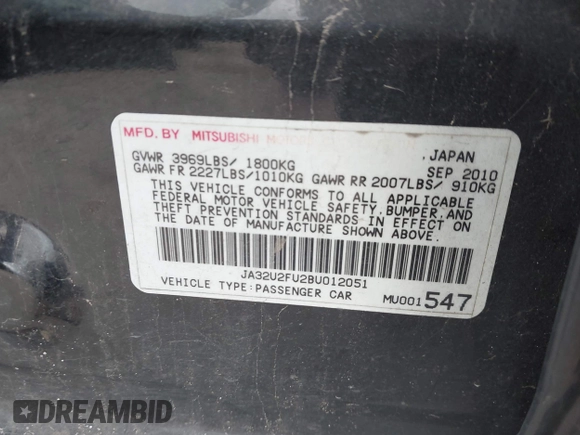 MFD. BY MITSUBISHI
, JAPAN
GVWR 3969LBS/ 1800KG SEP 2010
GAWR FR 2227LBS/1010KG GAWR RR 2007LBS/ 910KG
THIS VEHICLE CONFORMS TO ALL APPLICABLE
FEDERAL MOTOR VEHICLE SAFETY, BUMPER, AND
THEFT PREVENTION STANDARDS IN EFFECT ON
THE DATE OF MANUFACTURE SHOWN ABOVE.
JA32U2FU2BU012051
VEHICLE TYPE: PASSENGER CAR MU001547
DREAMBID